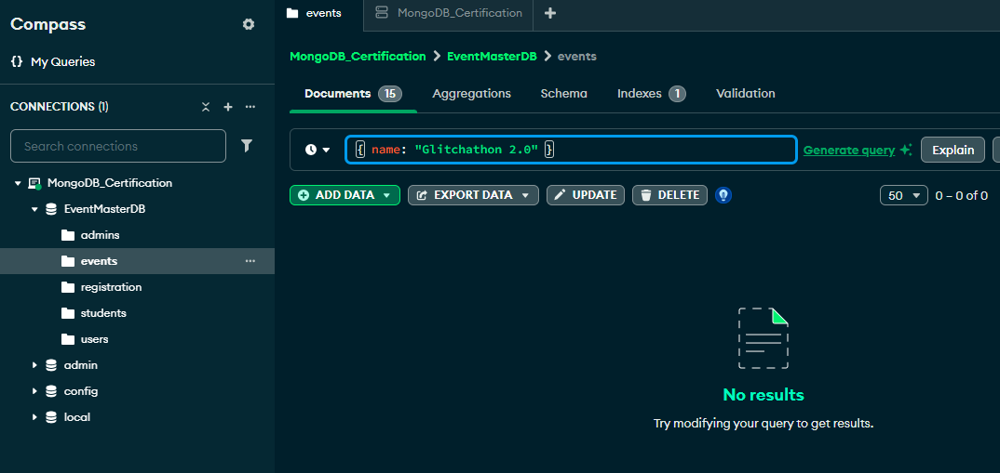 Compass
{} My Queries
CONNECTIONS (1)
Search connections
MongoDB_Certification
EventMasterDB
admins
events
registration
students
users
admin
config
local
events
MongoDB_Certification
MongoDB_Certification > EventMasterDB > events
Documents 15 Aggregations Schema Indexes 1 Validation
{ name: "Glitchathon 2.0" }
Generate query
Explain
ADD DATA EXPORT DATA UPDATE DELETE
50 0 – 0 of 0
No results
Try modifying your query to get results.